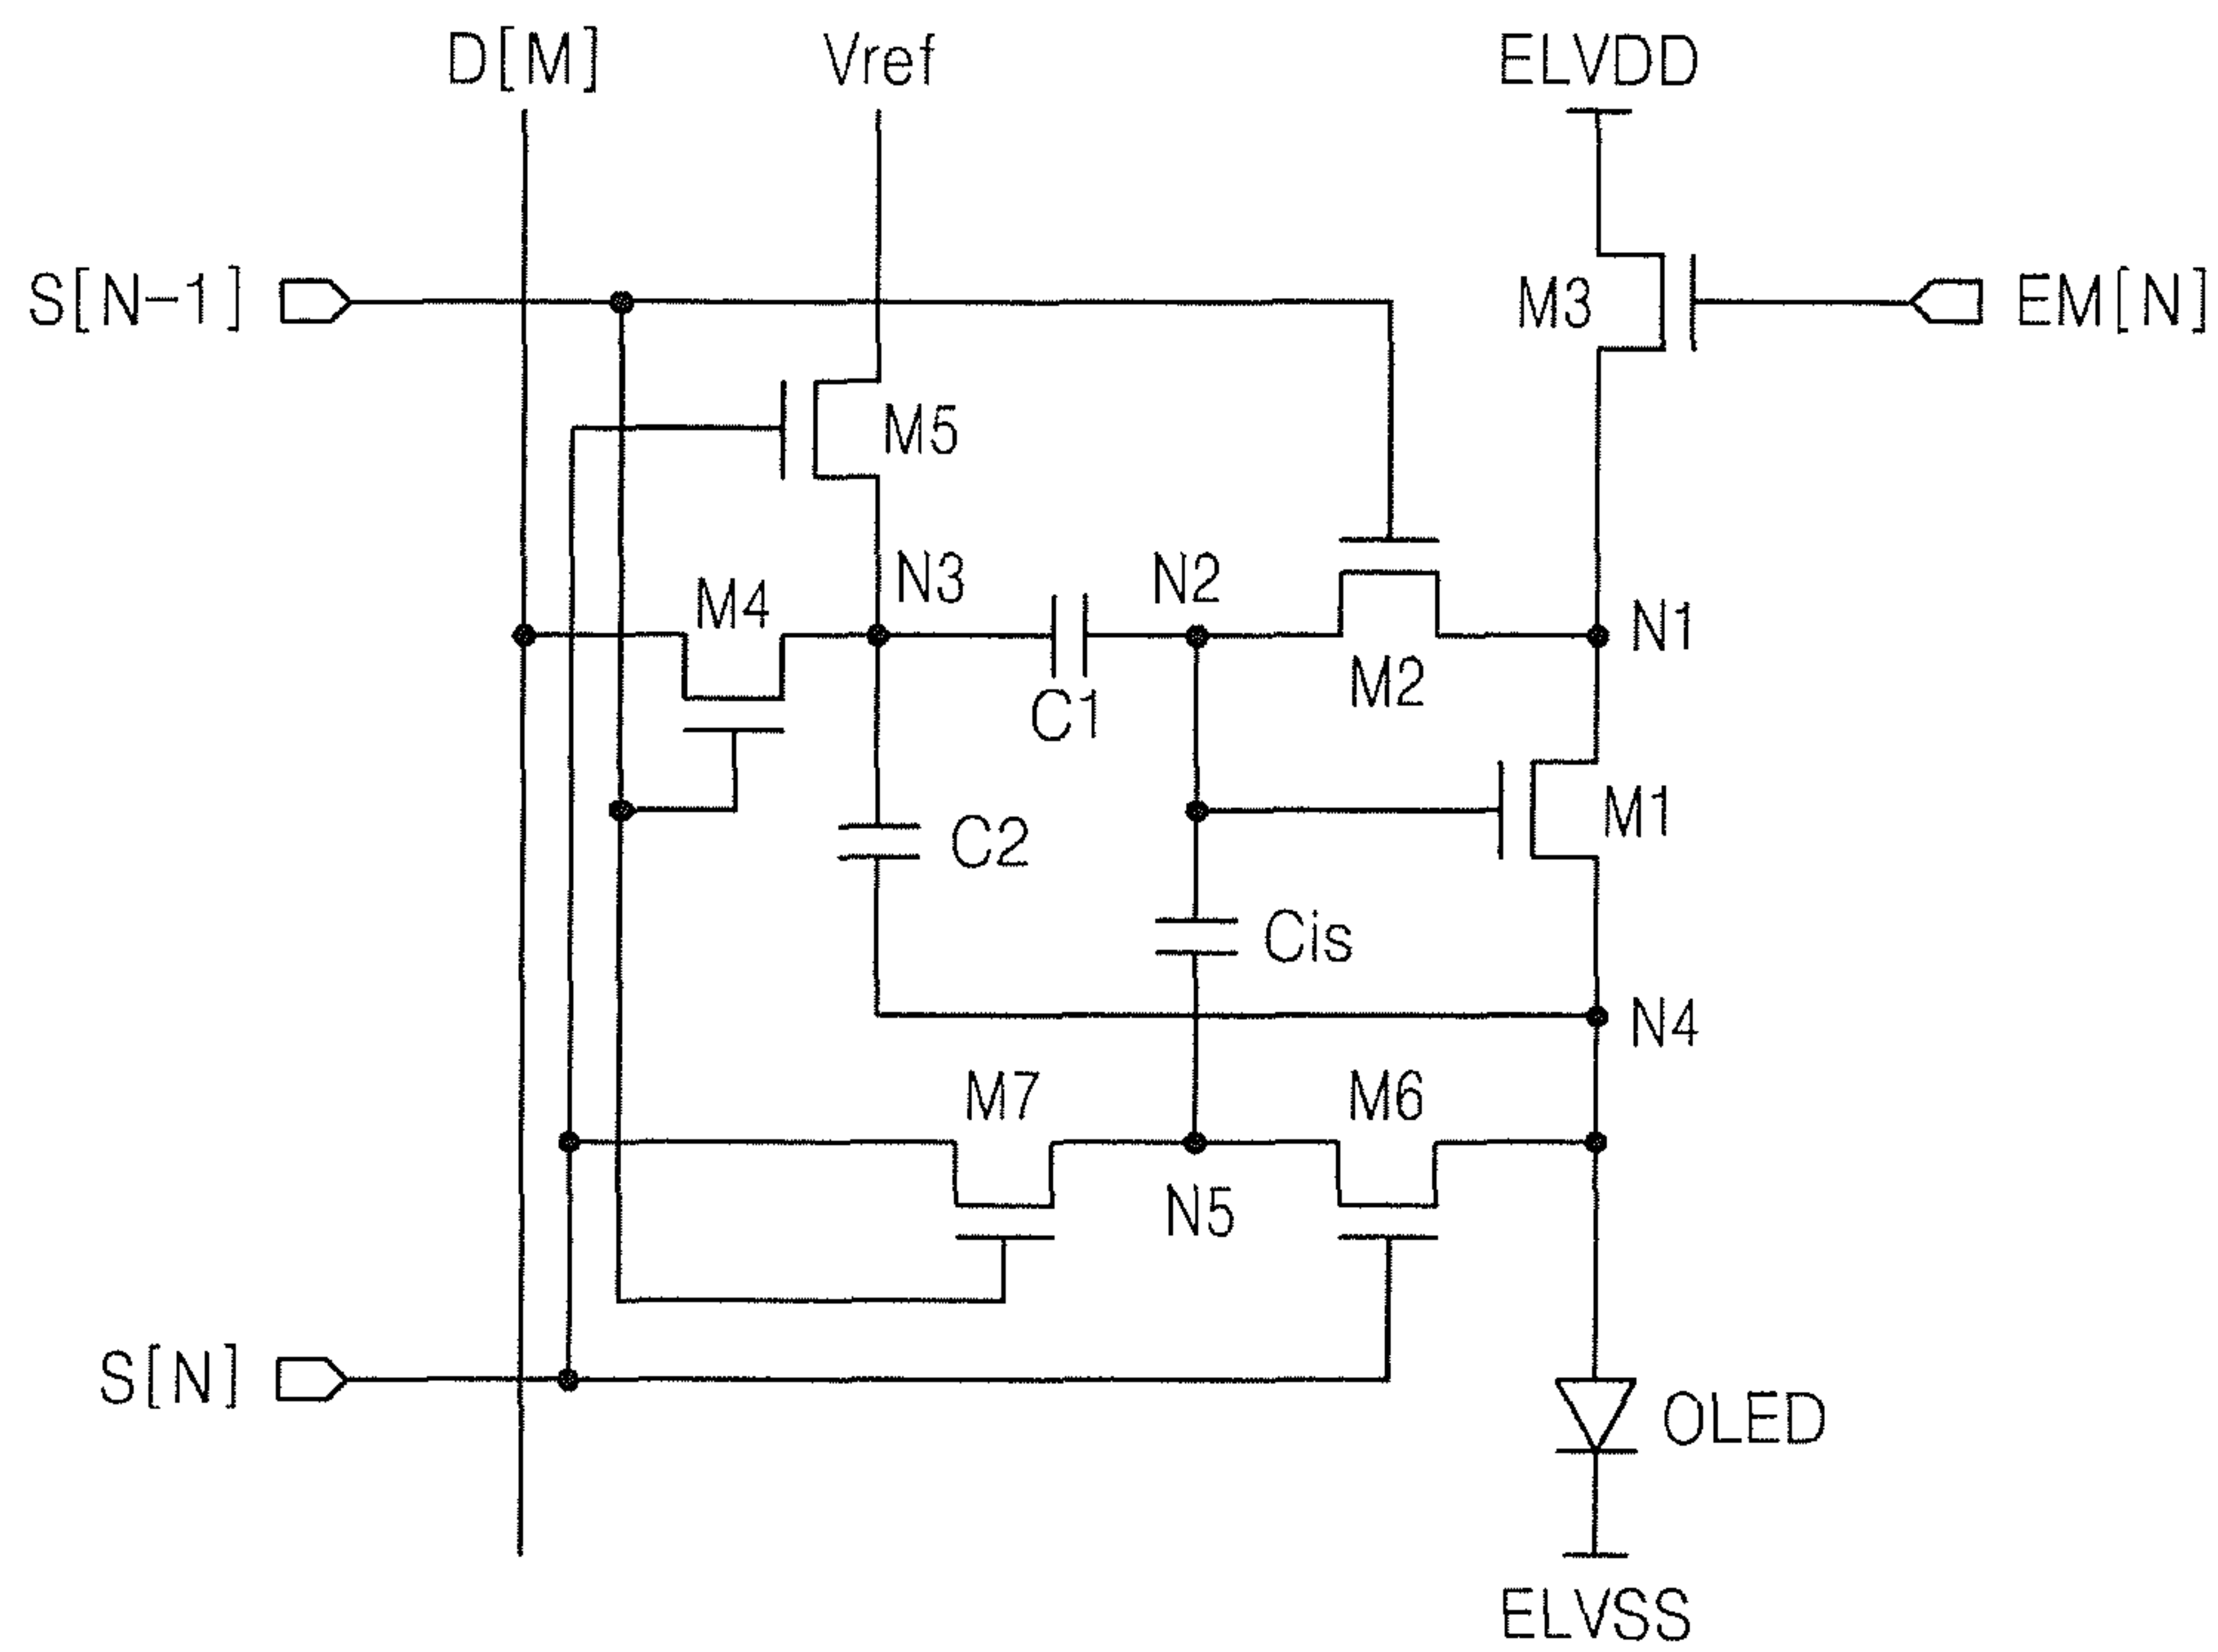 D[M]
Vref
ELVDD
S[N-1]
M3
EM[N]
M5
N3
N2
M4
N1
M2
C1
M1
C2
Cis
N4
M7
M6
N5
S[N]
OLED
ELVSS